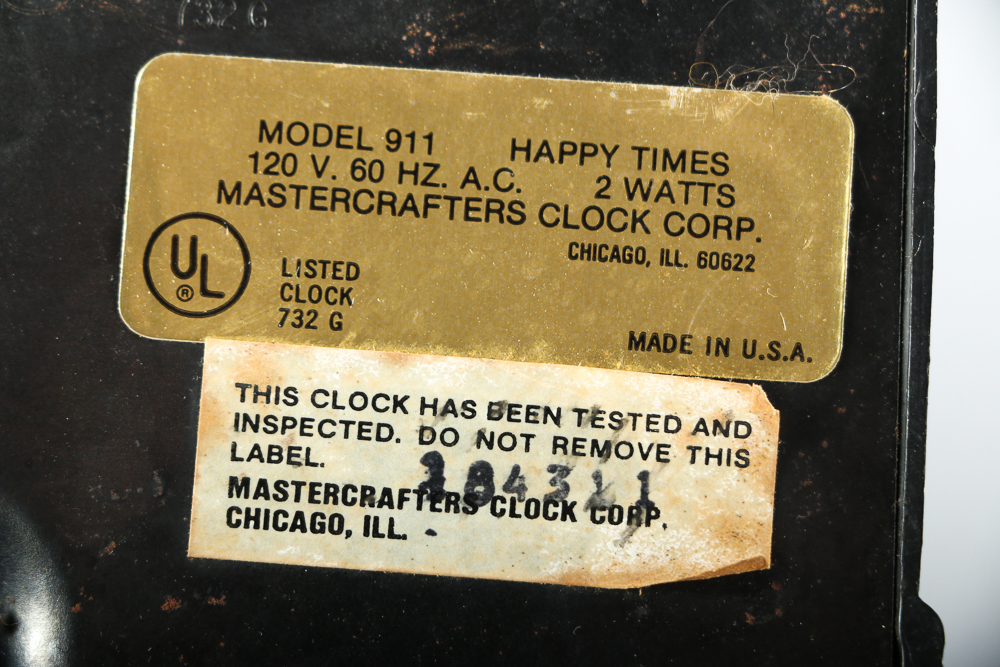 732 G
MODEL 911 HAPPY TIMES
120 V. 60 HZ. A.C. 2 WATTS
MASTERCRAFTERS CLOCK CORP.
CHICAGO, ILL. 60622
UL
®
LISTED
CLOCK
732 G
MADE IN U.S.A.
THIS CLOCK HAS BEEN TESTED AND
INSPECTED. DO NOT REMOVE THIS
LABEL.
MASTERCRAFTERS CLOCK CORP.
CHICAGO, ILL.